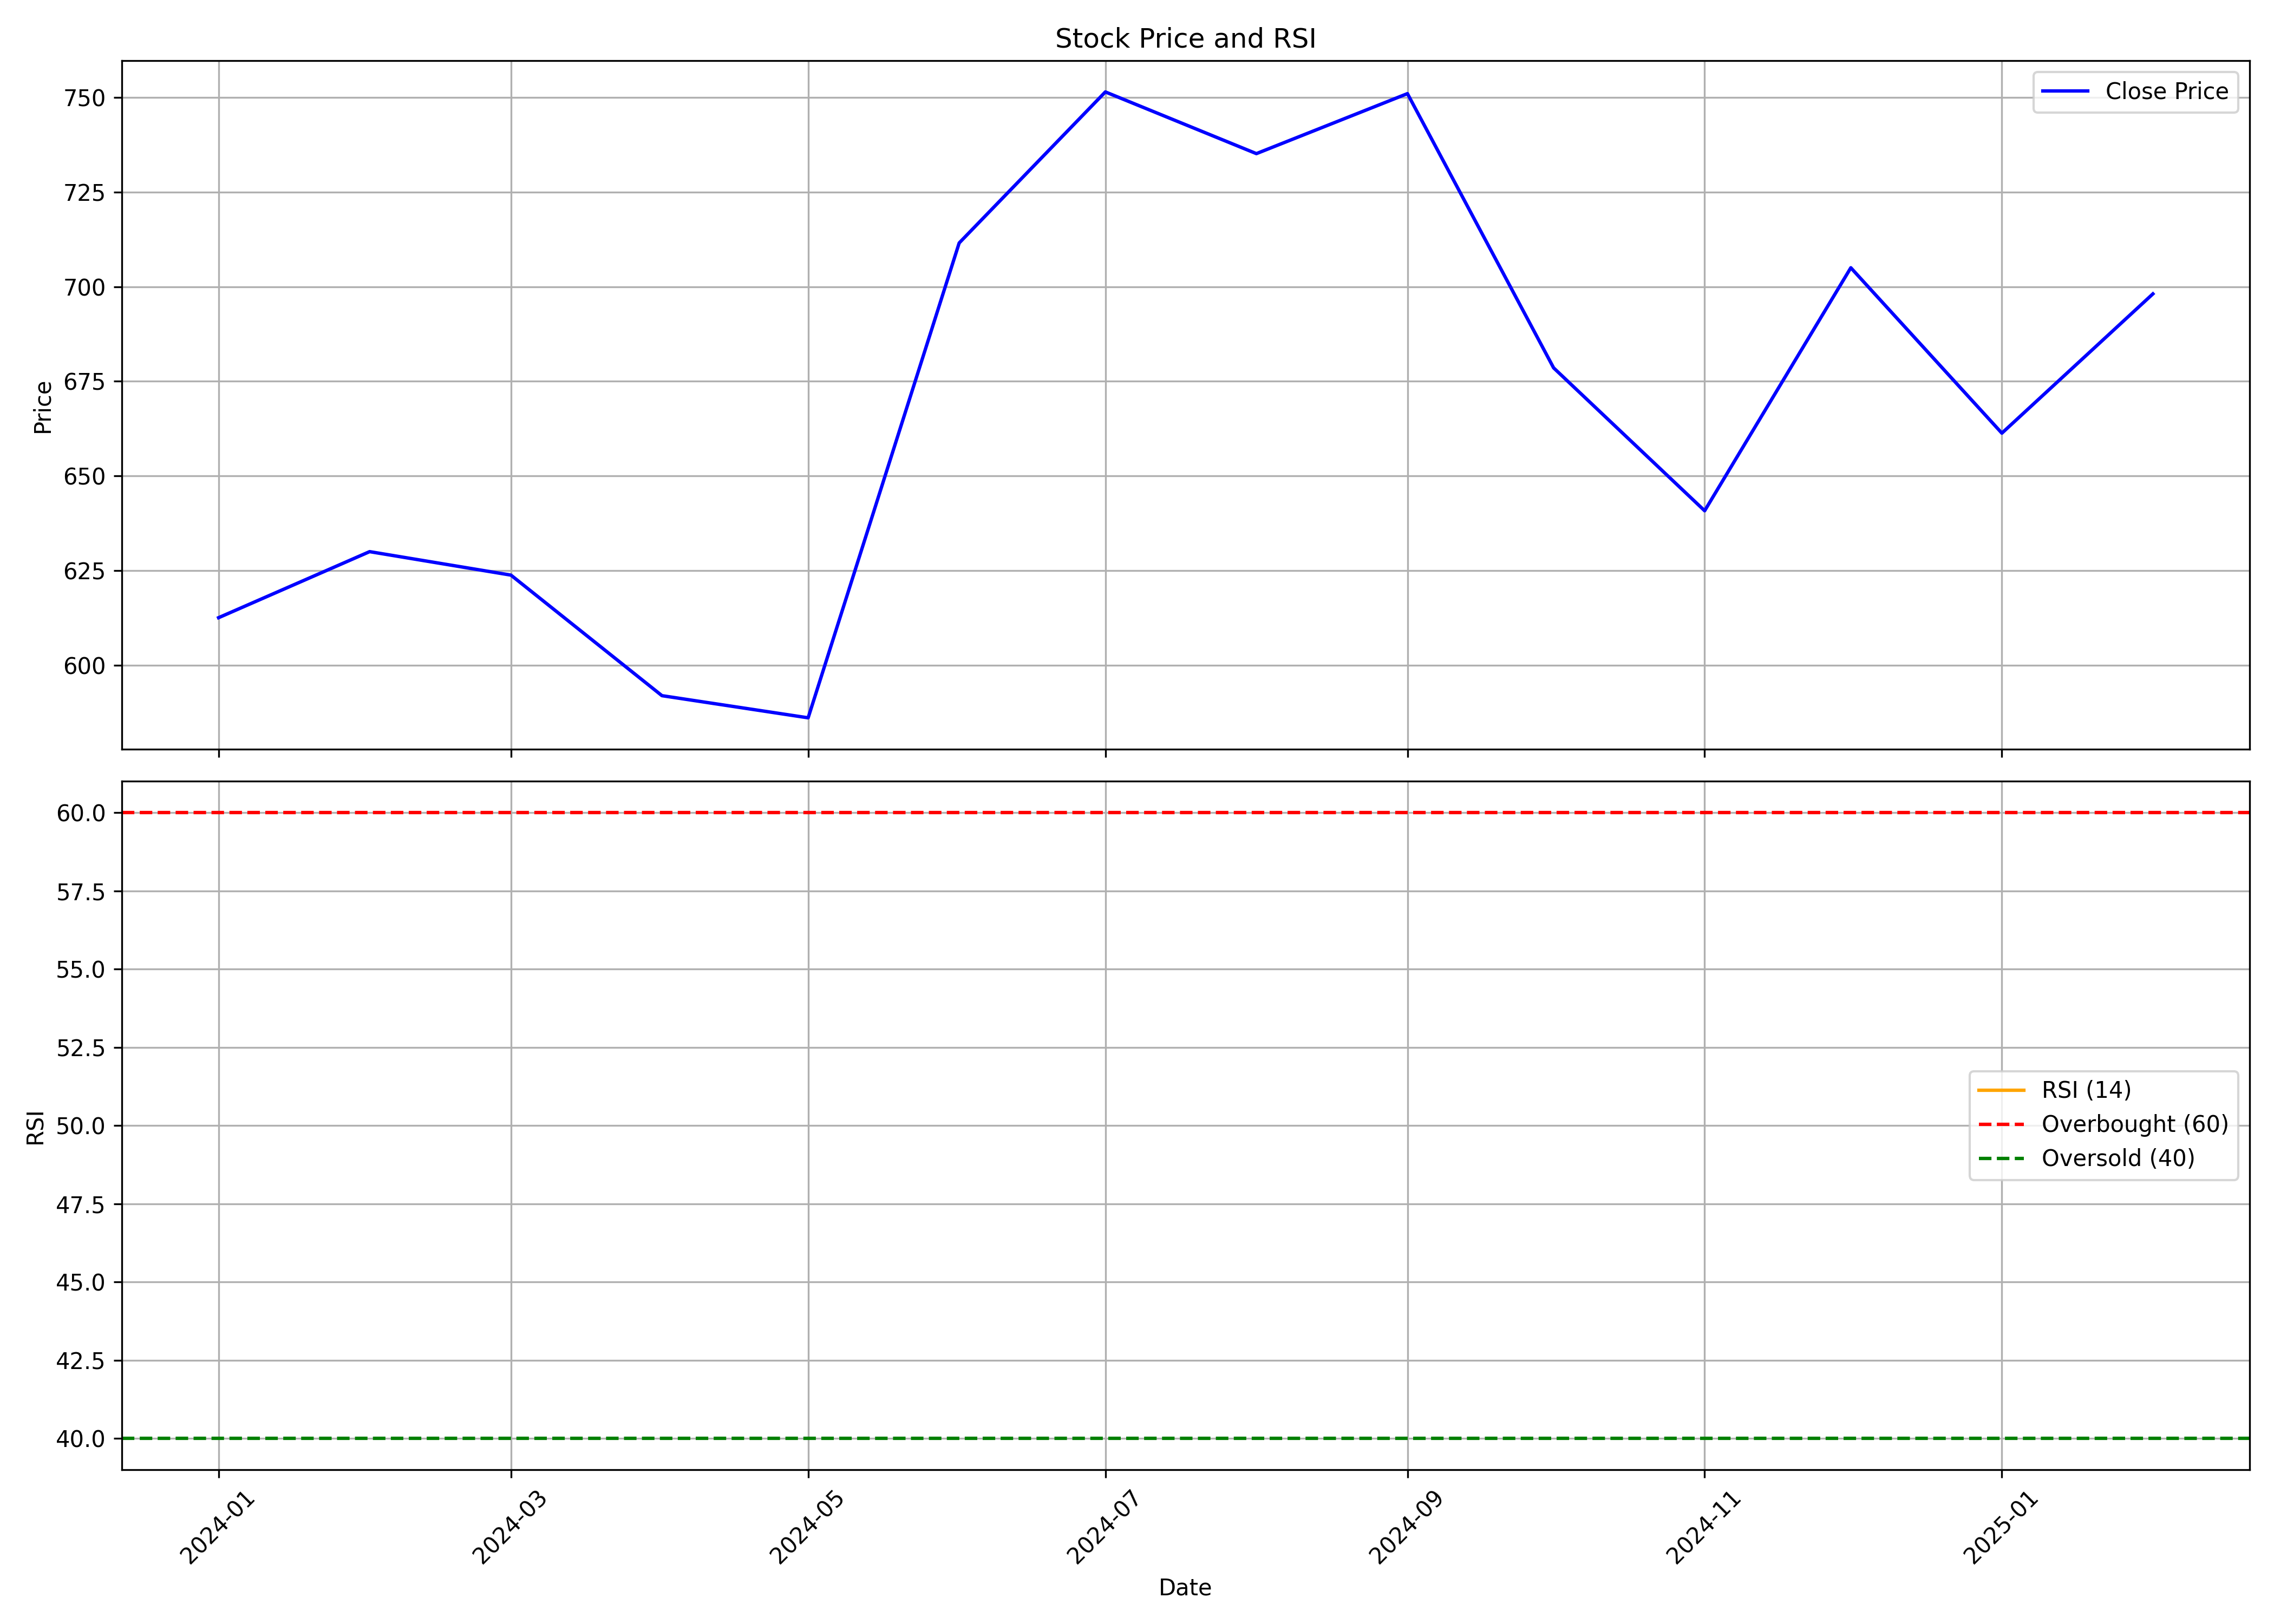 Stock Price and RSI
Close Price
750
725
700
675
650
625
600
Price
60.0
57.5
55.0
52.5
50.0
47.5
45.0
42.5
40.0
RSI
RSI (14)
Overbought (60)
Oversold (40)
2024-01
2024-03
2024-05
2024-07
2024-09
2024-11
2025-01
Date